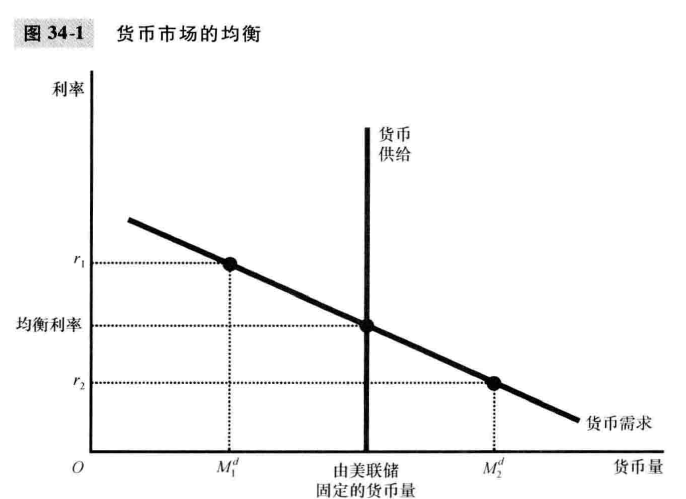 图 34-1 货币市场的均衡
利率
货币
供给
r₁
均衡利率
r₂
货币需求
O
M₁ᵈ
由美联储
固定的货币量
M₂ᵈ
货币量